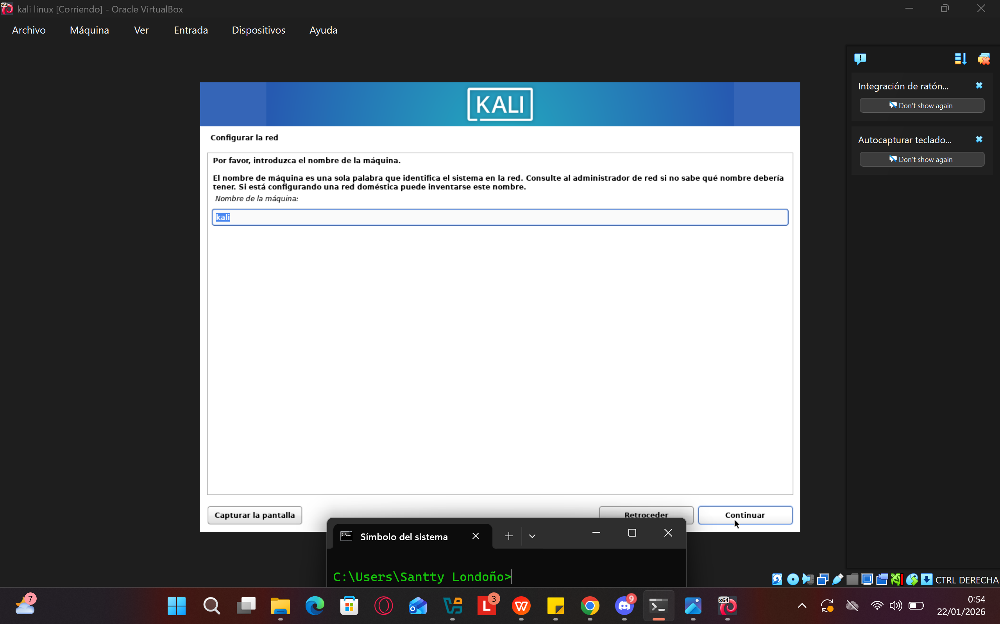 kali linux [Corriendo] - Oracle VirtualBox
Archivo Máquina Ver Entrada Dispositivos Ayuda
Integración de ratón...
Don't show again
Autocapturar teclado...
Don't show again
KALI
Configurar la red
Por favor, introduzca el nombre de la máquina.
El nombre de máquina es una sola palabra que identifica el sistema en la red. Consulte al administrador de red si no sabe qué nombre debería
tener. Si está configurando una red doméstica puede inventarse este nombre.
Nombre de la máquina:
kali
Capturar la pantalla Retroceder Continuar
Símbolo del sistema
C:\Users\Santty Londoño>
CTRL DERECHA
7
3
9
x64
0:54
22/01/2026